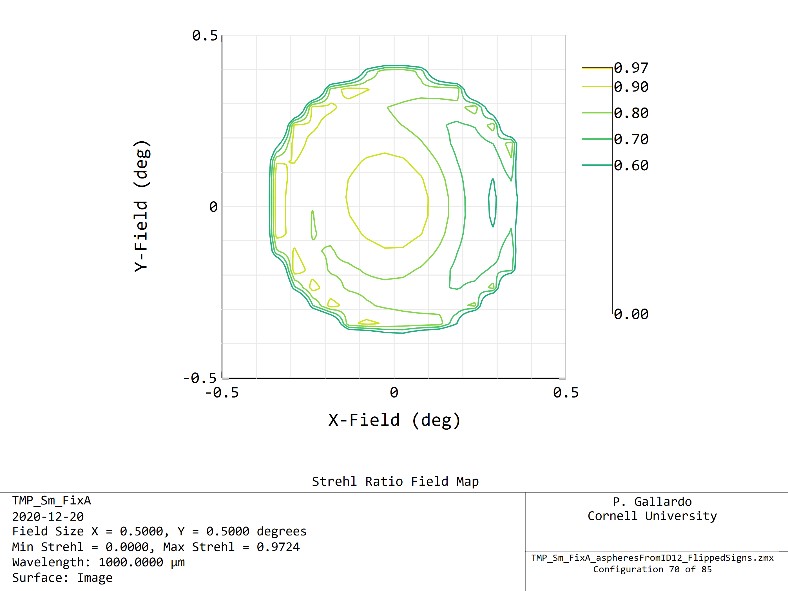 0.5
0
-0.5
Y-Field (deg)
-0.5
0
0.5
X-Field (deg)
0.97
0.90
0.80
0.70
0.60
0.00
Strehl Ratio Field Map
TMP_Sm_FixA
2020-12-20
Field Size X = 0.5000, Y = 0.5000 degrees
Min Strehl = 0.0000, Max Strehl = 0.9724
Wavelength: 1000.0000 µm
Surface: Image
P. Gallardo
Cornell University
TMP_Sm_FixA_aspheresFromID12_FlippedSigns.zmx
Configuration 70 of 85